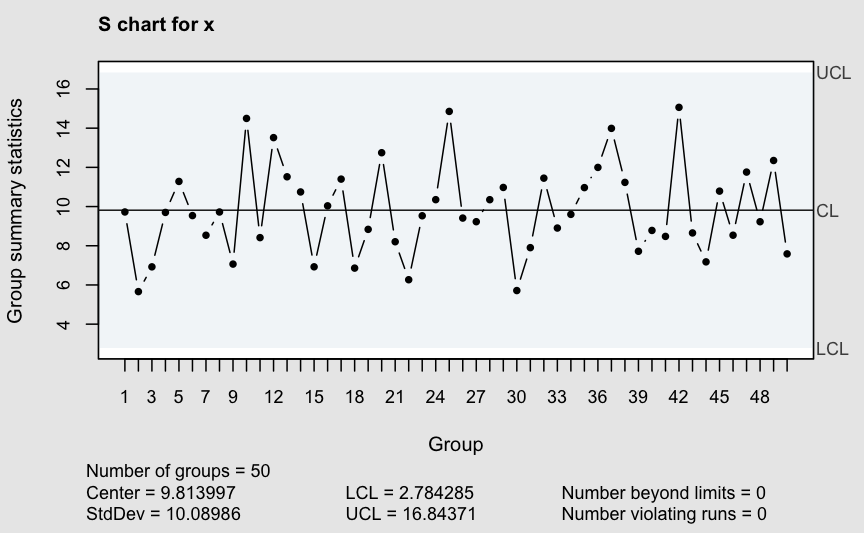 S chart for x
Group summary statistics
16
14
12
10
8
6
4
UCL
CL
LCL
1 3 5 7 9 12 15 18 21 24 27 30 33 36 39 42 45 48
Group
Number of groups = 50
Center = 9.813997 LCL = 2.784285 Number beyond limits = 0
StdDev = 10.08986 UCL = 16.84371 Number violating runs = 0